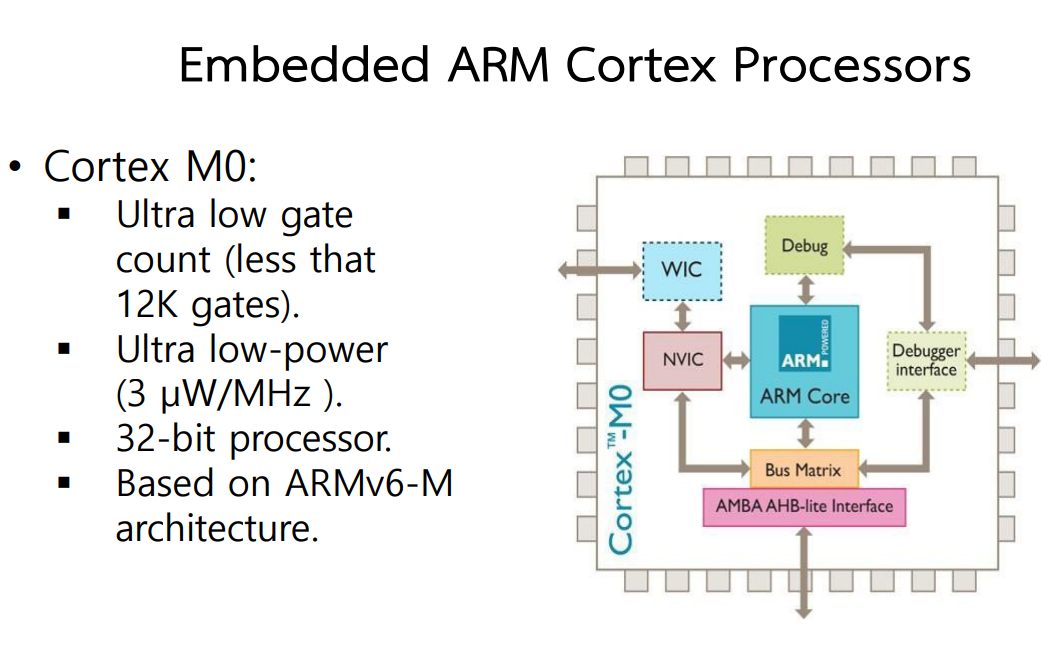 Embedded ARM Cortex Processors
• Cortex M0:
▪ Ultra low gate
count (less that
12K gates).
▪ Ultra low-power
(3 μW/MHz ).
▪ 32-bit processor.
▪ Based on ARMv6-M
architecture.
WIC
Debug
NVIC
ARM POWERED
ARM Core
Debugger
interface
Bus Matrix
AMBA AHB-lite Interface
Cortex™-M0